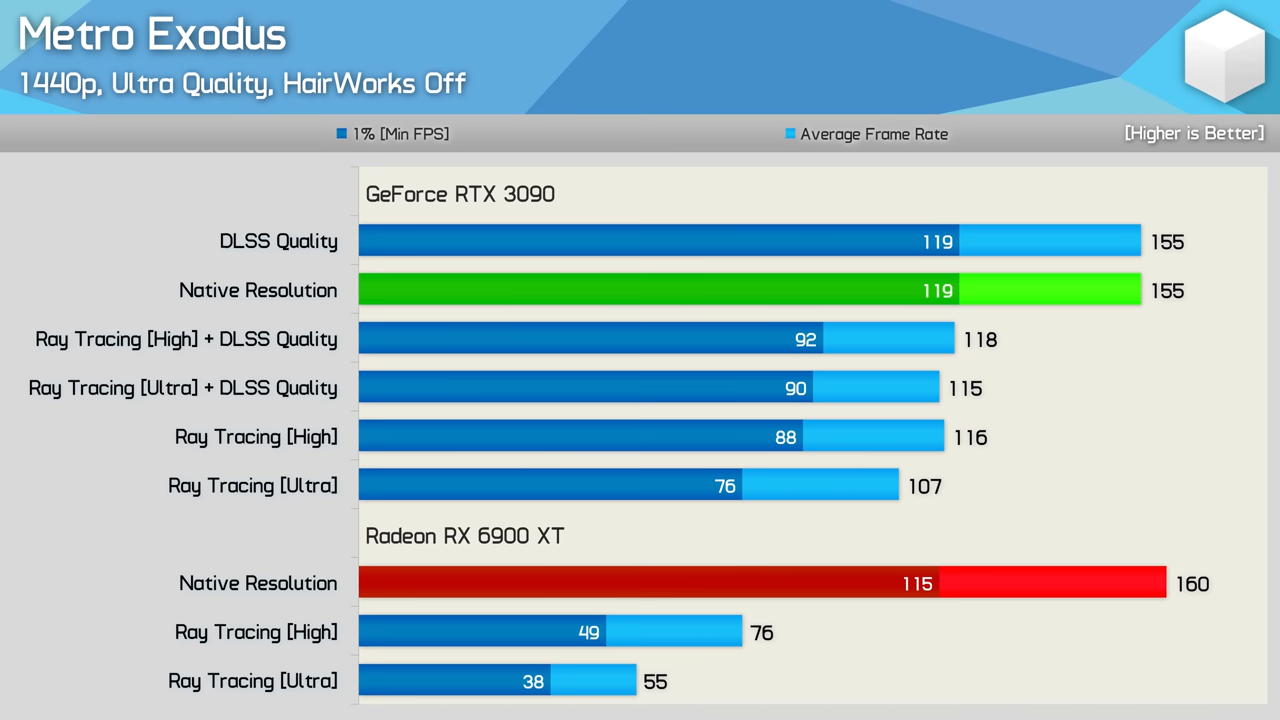 Metro Exodus
1440p, Ultra Quality, HairWorks Off
1% [Min FPS] Average Frame Rate [Higher is Better]
GeForce RTX 3090
DLSS Quality 119 155
Native Resolution 119 155
Ray Tracing [High] + DLSS Quality 92 118
Ray Tracing [Ultra] + DLSS Quality 90 115
Ray Tracing [High] 88 116
Ray Tracing [Ultra] 76 107
Radeon RX 6900 XT
Native Resolution 115 160
Ray Tracing [High] 49 76
Ray Tracing [Ultra] 38 55